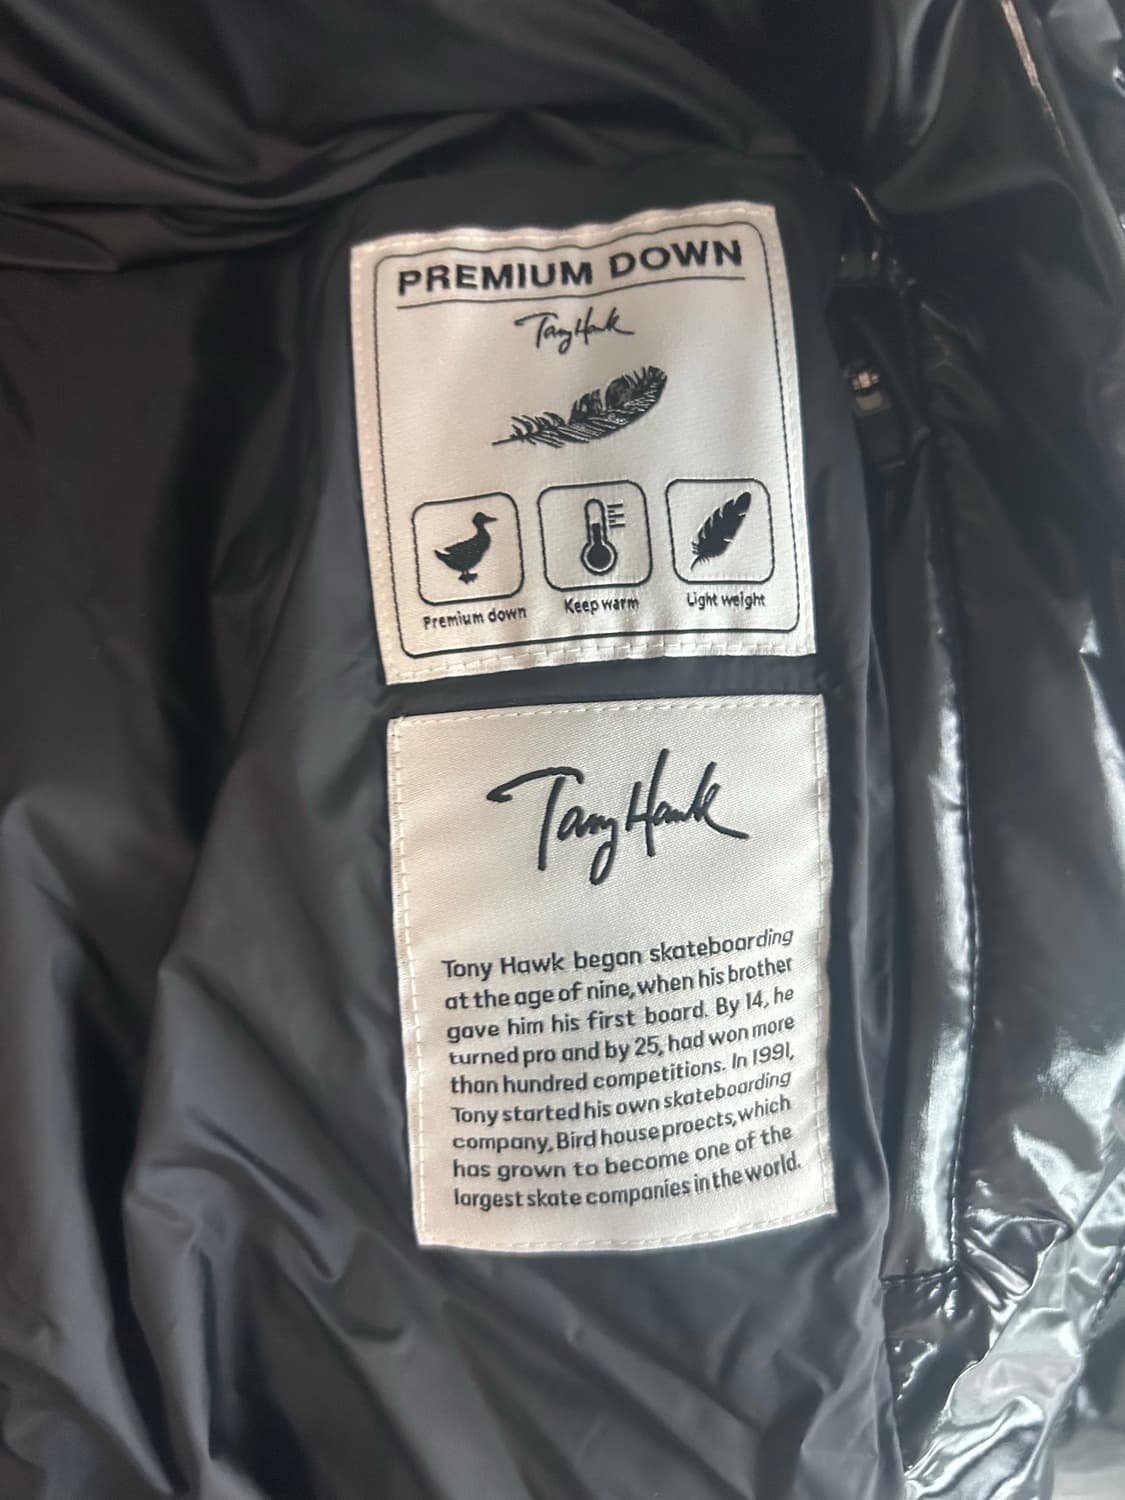 PREMIUM DOWN
Tony Hawk
Premium down
Keep warm
Light weight
Tony Hawk
Tony Hawk began skateboarding
at the age of nine, when his brother
gave him his first board. By 14, he
turned pro and by 25, had won more
than hundred competitions. In 1991,
Tony started his own skateboarding
company, Bird house proects, which
has grown to become one of the
largest skate companies in the world.